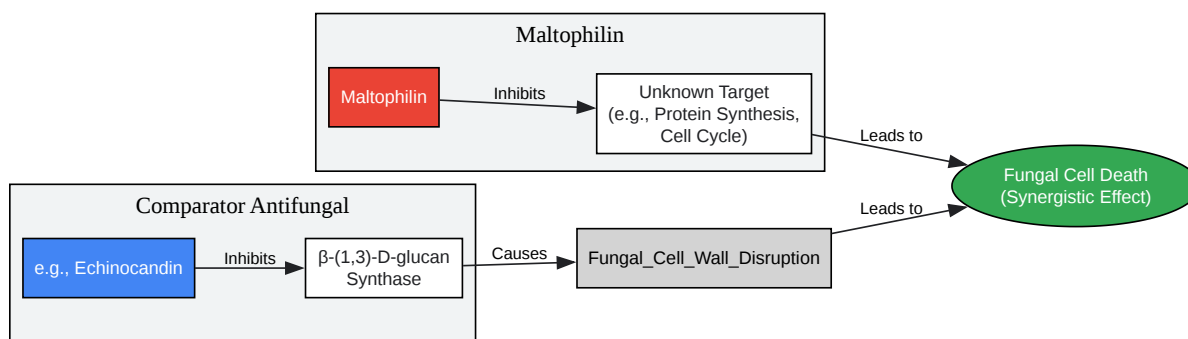 Maltophilin
Maltophilin
Inhibits
Unknown Target
(e.g., Protein Synthesis,
Cell Cycle)
Leads to
Comparator Antifungal
e.g., Echinocandin
Inhibits
β-(1,3)-D-glucan
Synthase
Causes
Fungal_Cell_Wall_Disruption
Leads to
Fungal Cell Death
(Synergistic Effect)